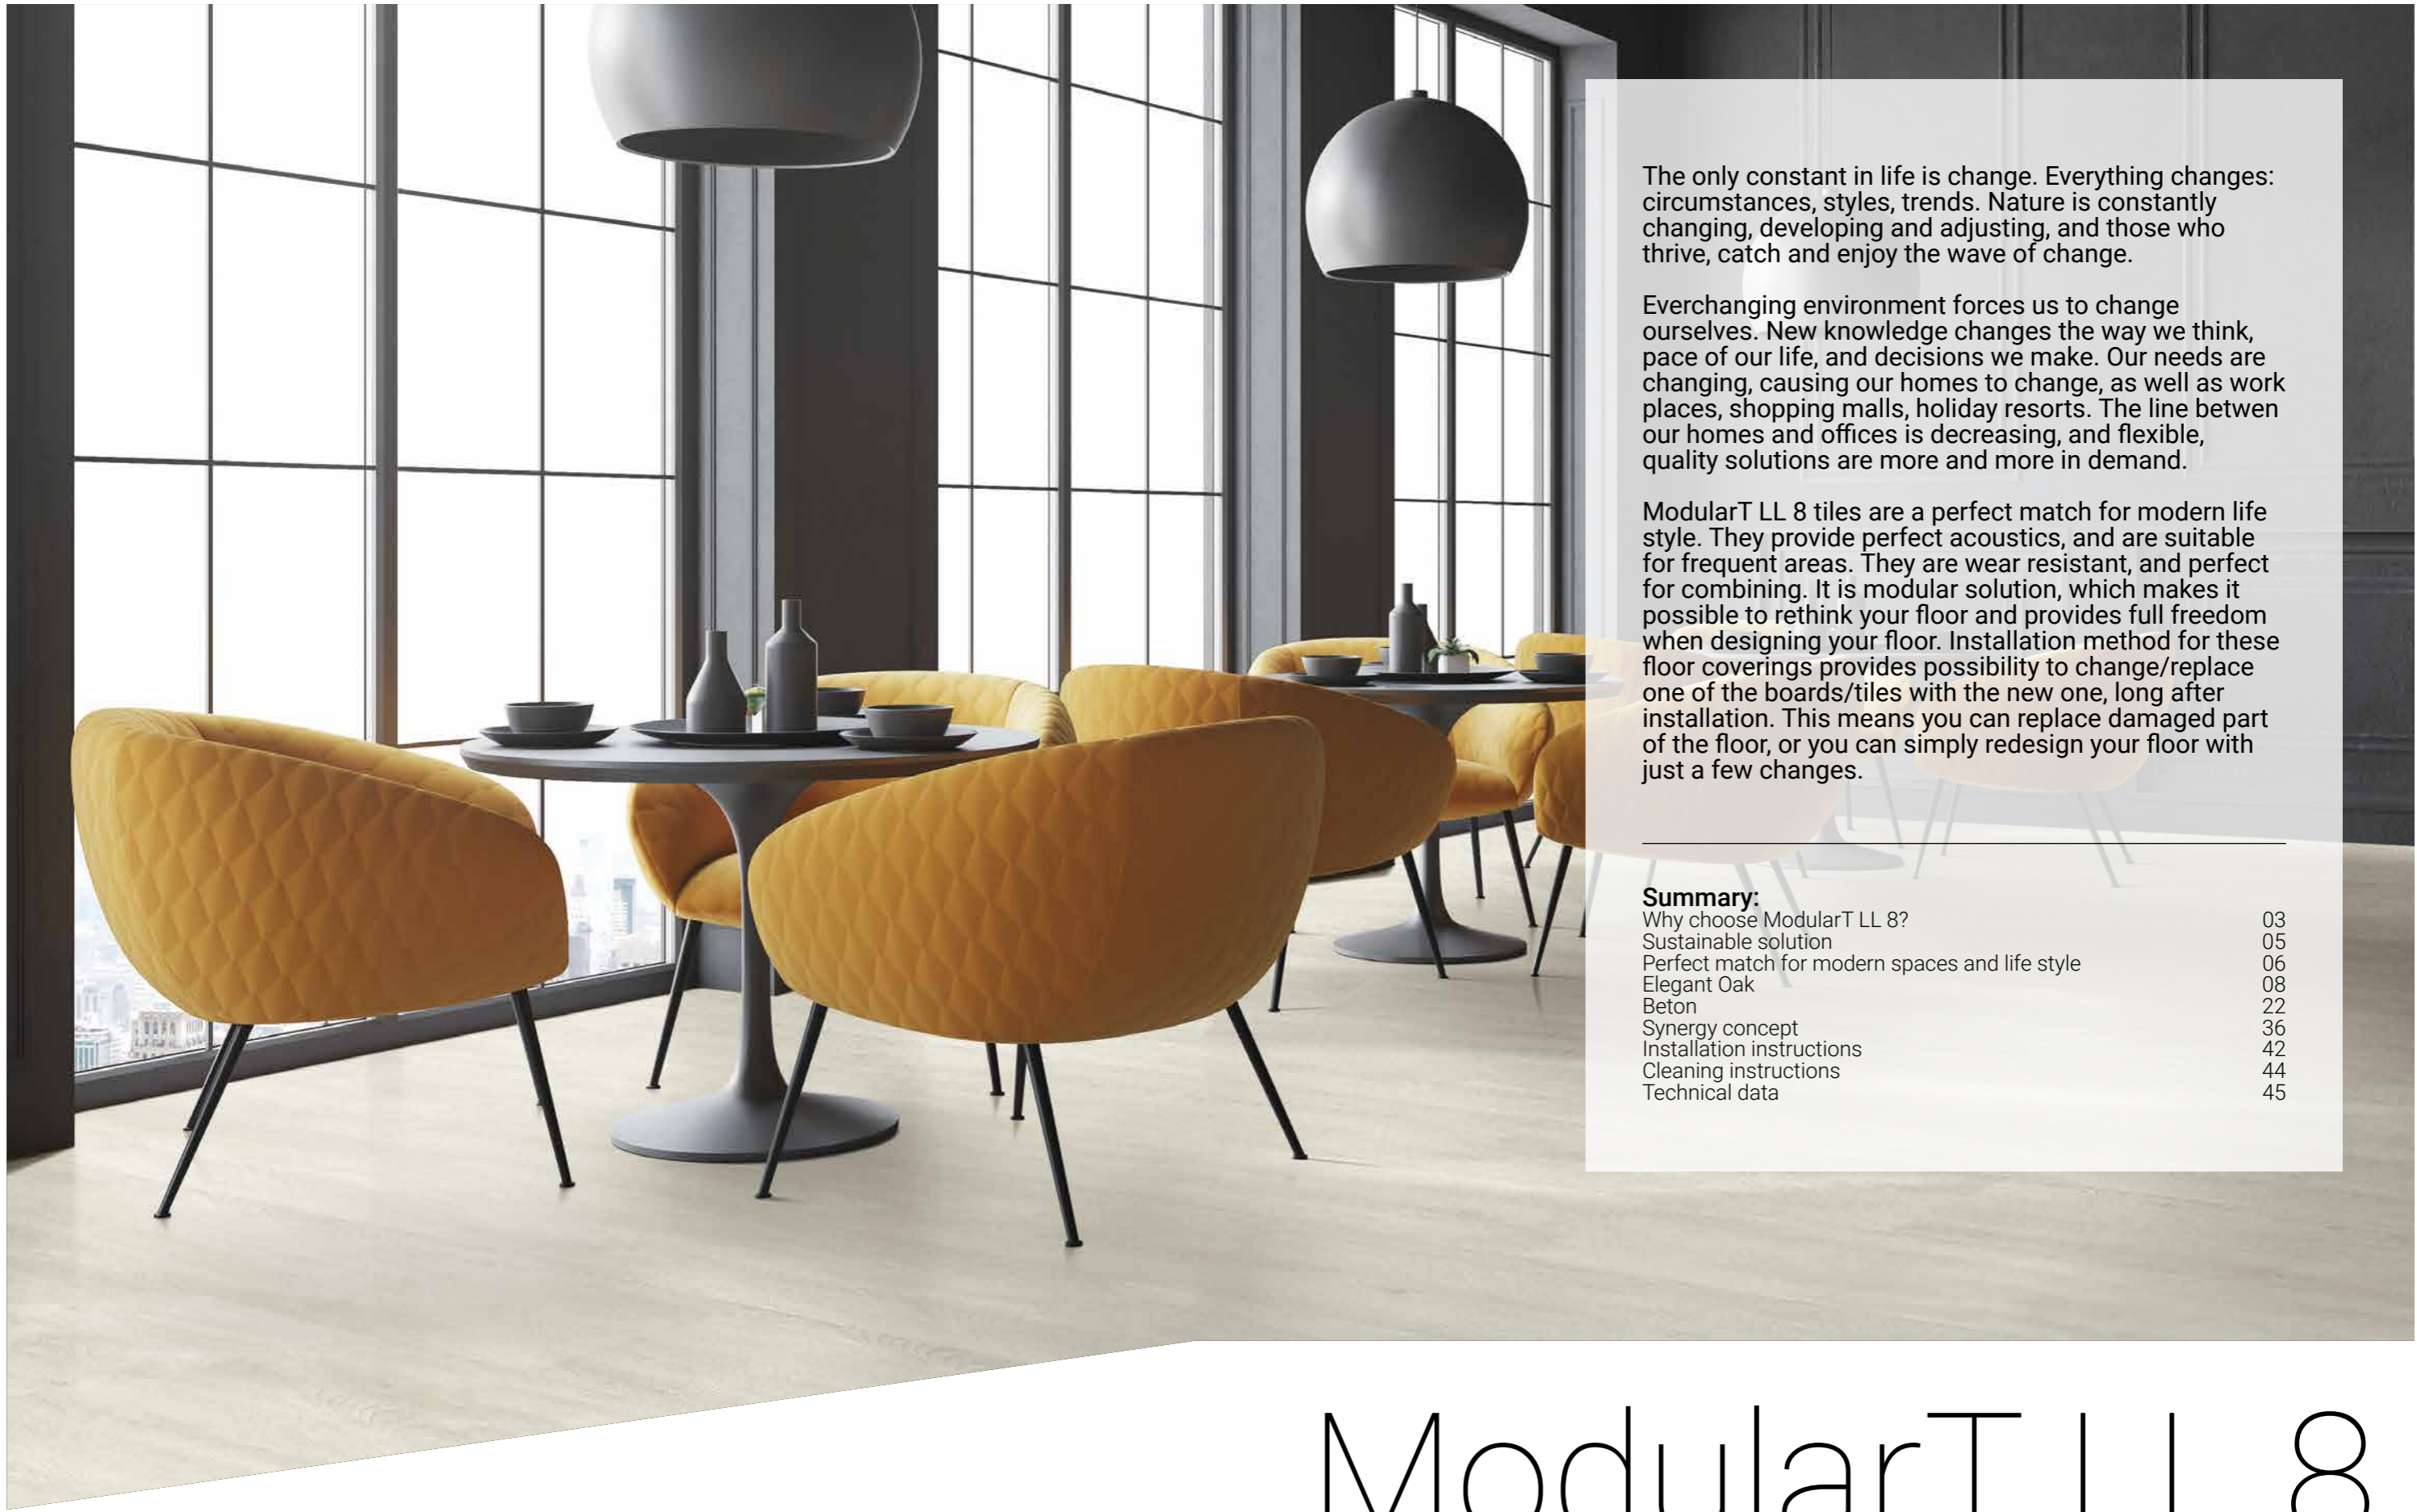 The only constant in life is change. Everything changes:
circumstances, styles, trends. Nature is constantly
changing, developing and adjusting, and those who
thrive, catch and enjoy the wave of change.
Everchanging environment forces us to change
ourselves. New knowledge changes the way we think,
pace of our life, and decisions we make. Our needs are
changing, causing our homes to change, as well as work
places, shopping malls, holiday resorts. The line betwen
our homes and offices is decreasing, and flexible,
quality solutions are more and more in demand.
ModularT LL 8 tiles are a perfect match for modern life
style. They provide perfect acoustics, and are suitable
for frequent areas. They are wear resistant, and perfect
for combining. It is modular solution, which makes it
possible to rethink your floor and provides full freedom
when designing your floor. Installation method for these
floor coverings provides possibility to change/replace
one of the boards/tiles with the new one, long after
installation. This means you can replace damaged part
of the floor, or you can simply redesign your floor with
just a few changes.
Summary:
Why choose ModularT LL 8? 03
Sustainable solution 05
Perfect match for modern spaces and life style 06
Elegant Oak 08
Beton 22
Synergy concept 36
Installation instructions 42
Cleaning instructions 44
Technical data 45
ModularT LL 8